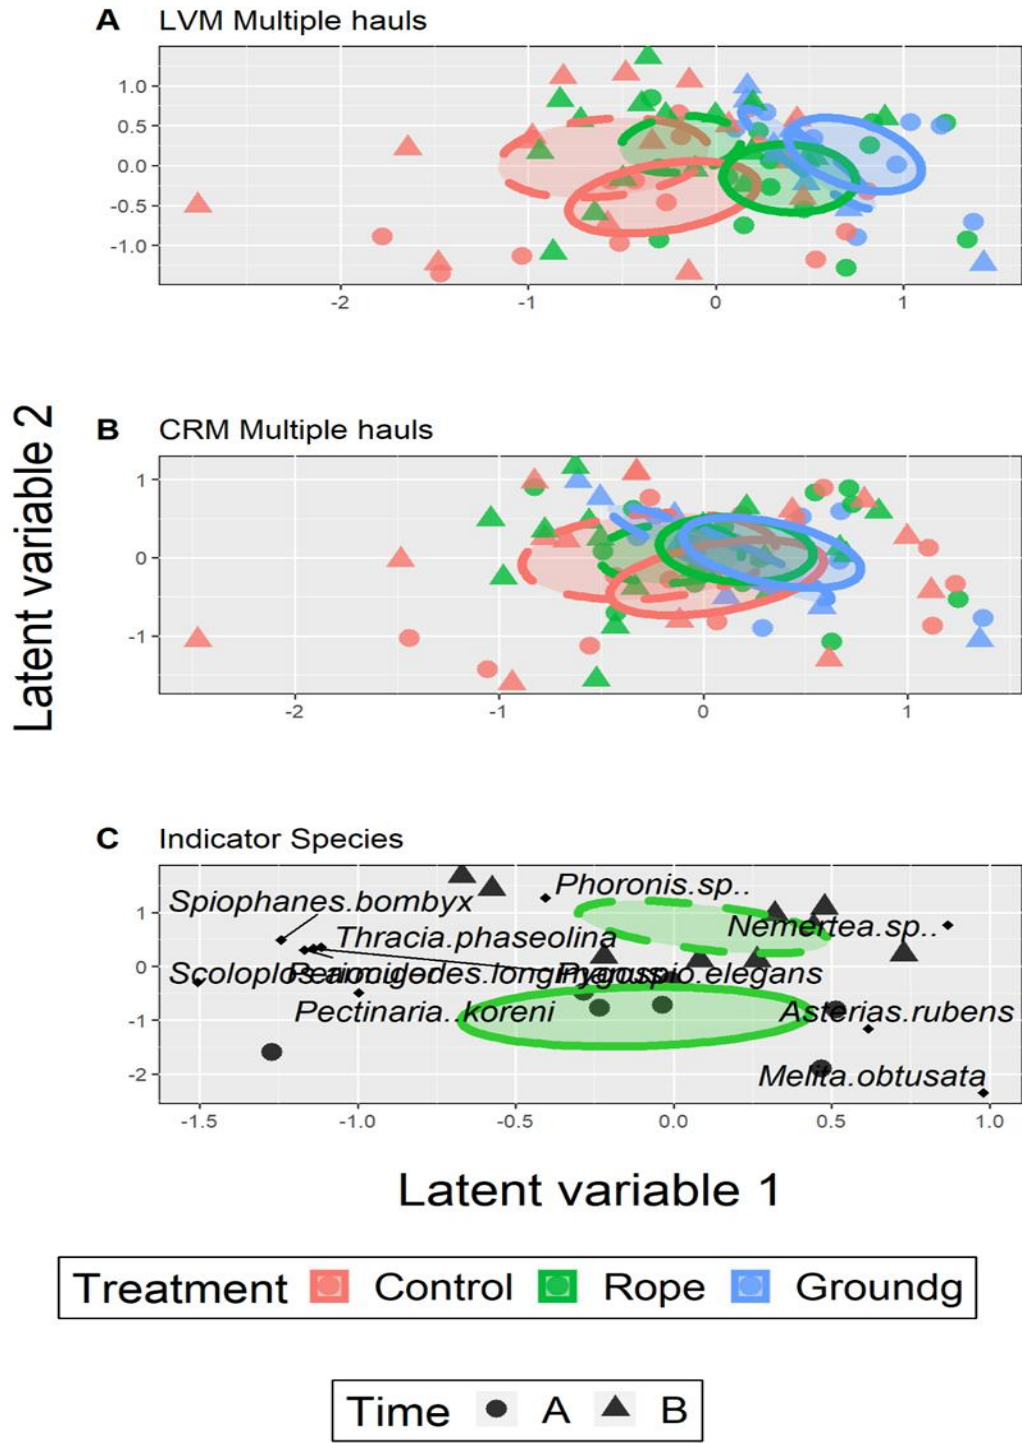 A LVM Multiple hauls
1.0
0.5
0.0
-0.5
-1.0
-2 -1 0 1
Latent variable 2
B CRM Multiple hauls
1
0
-1
-2 -1 0 1
C Indicator Species
Phoronis.sp..
Spiophanes.bombyx
Nemertea.sp..
Thracia.phaseolina
Pectinaria..koreni
Asterias.rubens
Melita.obtusata
1
0
-1
-2
-1.5 -1.0 -0.5 0.0 0.5 1.0
Latent variable 1
Treatment Control Rope Groundg
Time A B